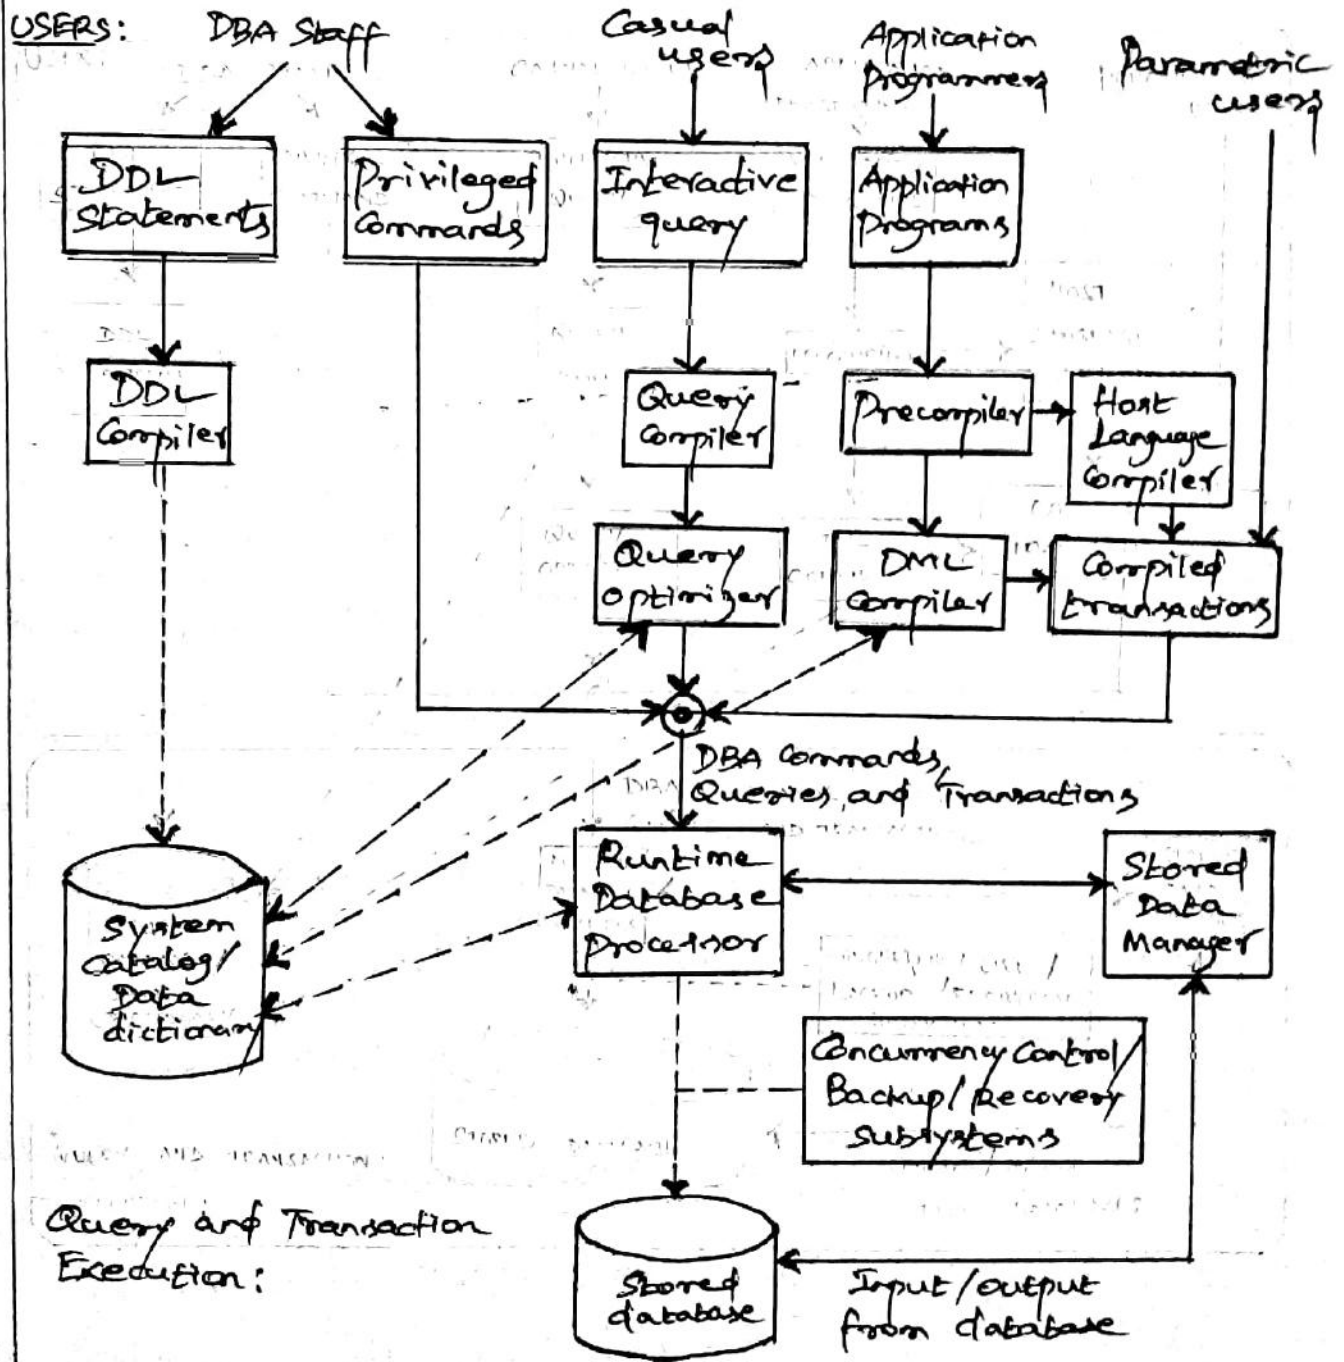 USERS:
DBA Staff
Casual
users
Application
Programmers
Parametric
users
DDL
Statements
Privileged
Commands
Interactive
query
Application
Programs
DDL
Compiler
Query
Compiler
Precompiler
Host
Language
Compiler
Query
optimizer
DML
Compiler
Compiled
transactions
DBA Commands,
Queries, and Transactions
System
Catalog/
Data
dictionary
Runtime
Database
Processor
Stored
Data
Manager
Concurrency Control/
Backup/Recovery
subsystems
Query and Transaction
Execution:
Stored
database
Input/output
from database